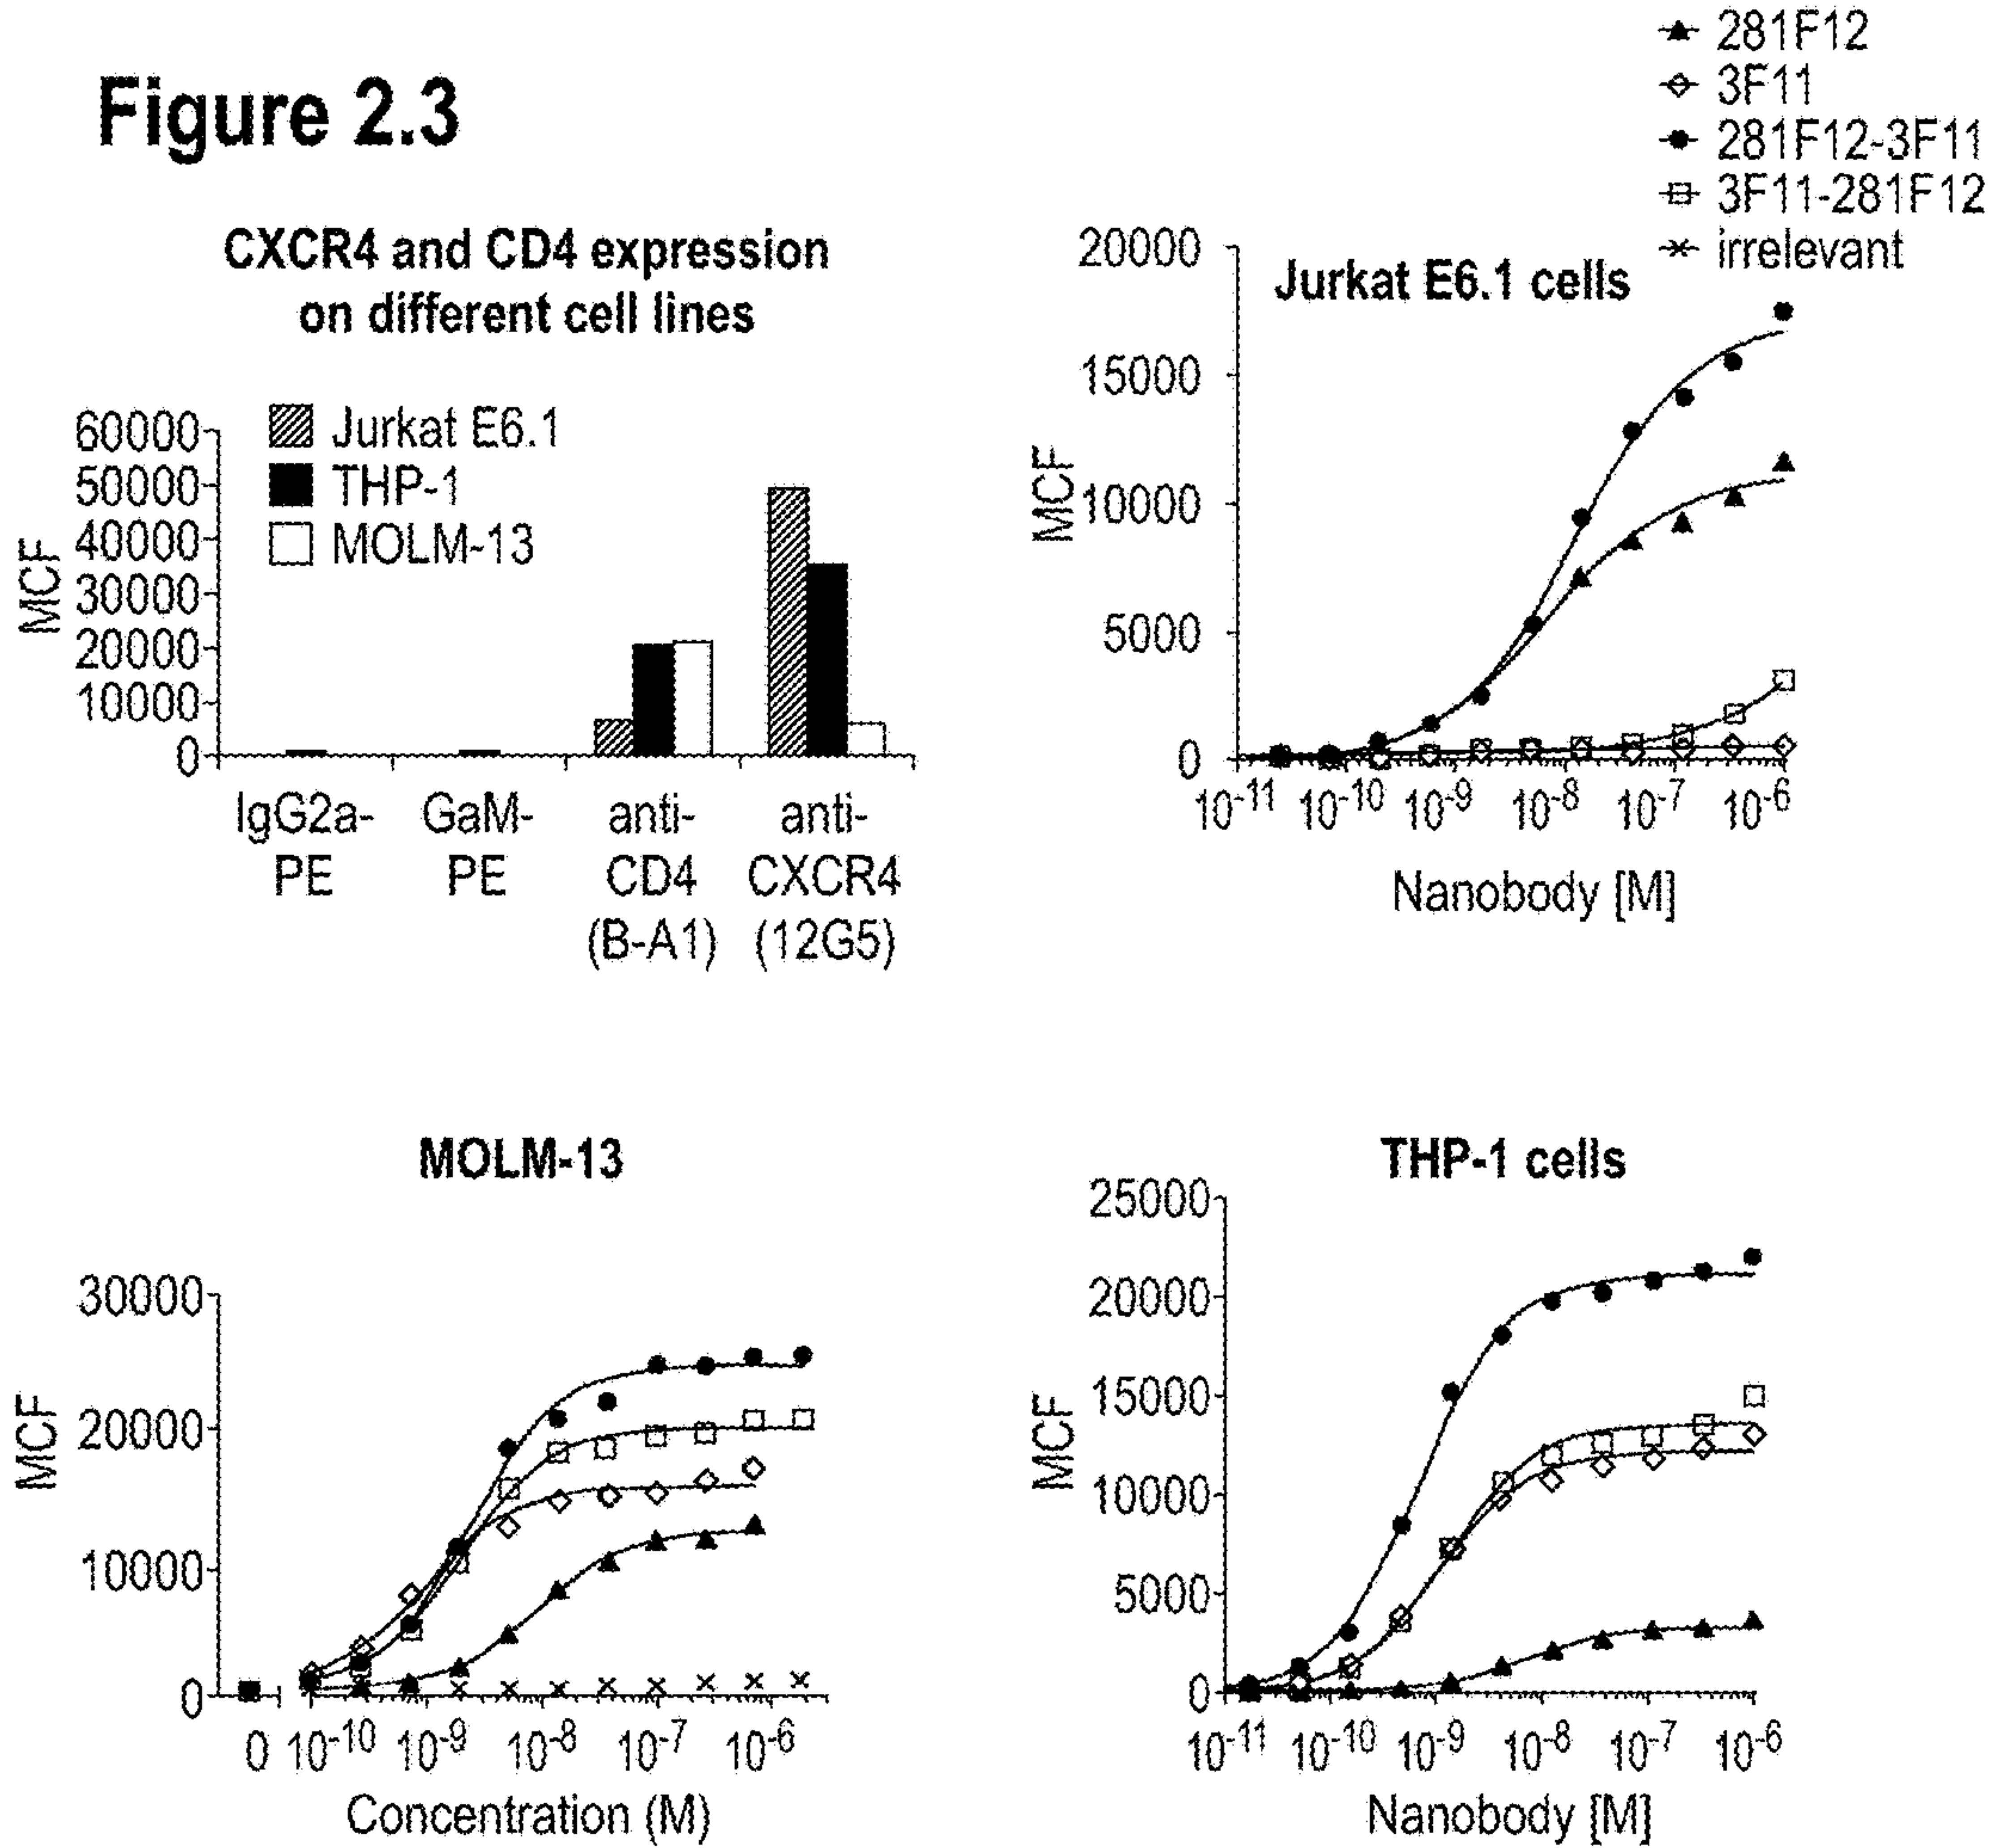 Figure 2.3
281F12
3F11
281F12-3F11
3F11-281F12
irrelevant
CXCR4 and CD4 expression
on different cell lines
MCF
60000
50000
40000
30000
20000
10000
0
Jurkat E6.1
THP-1
MOLM-13
IgG2a-
PE
GaM-
PE
anti-
CD4
(B-A1)
anti-
CXCR4
(12G5)
Jurkat E6.1 cells
MCF
20000
15000
10000
5000
0
10-11 10-10 10-9 10-8 10-7 10-6
Nanobody [M]
MOLM-13
MCF
30000
20000
10000
0
0 10-10 10-9 10-8 10-7 10-6
Concentration (M)
THP-1 cells
MCF
25000
20000
15000
10000
5000
0
10-11 10-10 10-9 10-8 10-7 10-6
Nanobody [M]